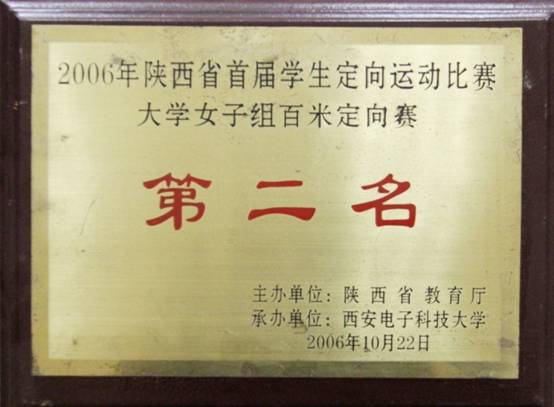 2006年陕西省首届学生定向运动比赛
大学女子组百米定向赛
第二名
主办单位：陕西省教育厅
承办单位：西安电子科技大学
2006年10月22日